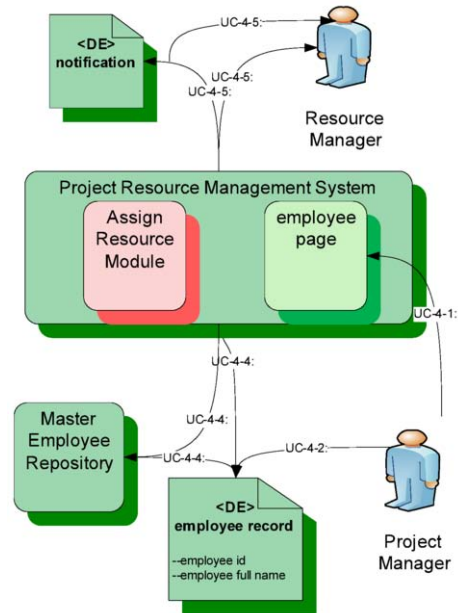 UC-4-5:
<DE>
notification
UC-4-5:
UC-4-5:
Resource
Manager
Project Resource Management System
Assign
Resource
Module
employee
page
UC-4-1:
UC-4-4:
Master
Employee
Repository
UC-4-4:
UC-4-4:
UC-4-2:
<DE>
employee record
--employee id
--employee full name
Project
Manager